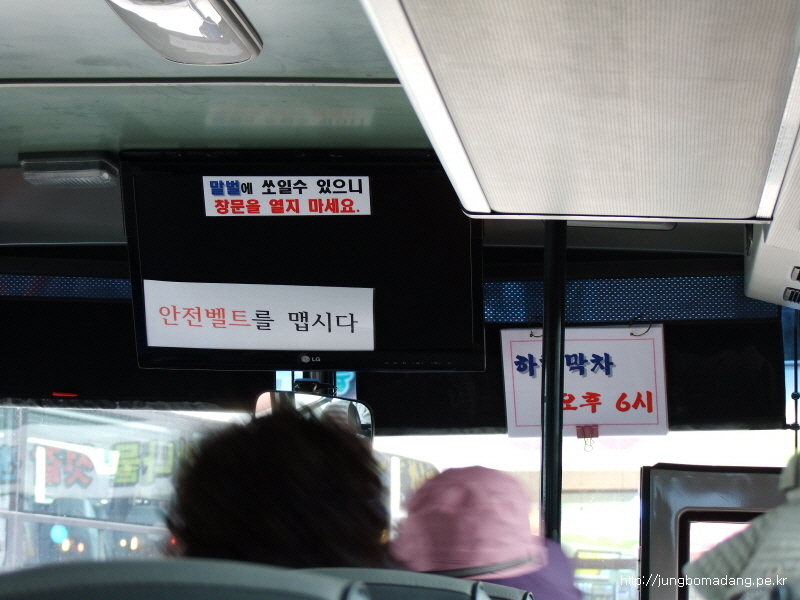 말벌에 쏘일수 있으니
창문을 열지 마세요.
안전벨트를 맵시다
LG
막차
오후 6시
http://jungbomadang.pe.kr